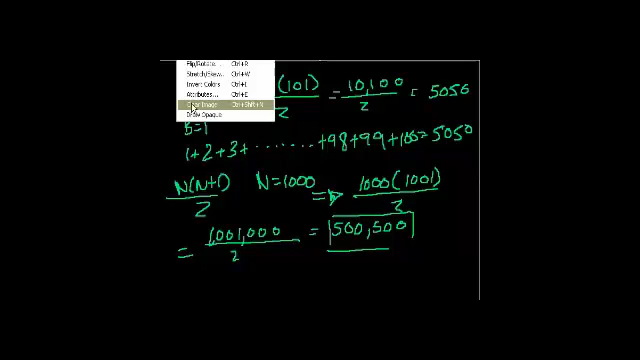 Flip/Rotate... Ctrl+R
Stretch/Skew... Ctrl+W
Invert Colors Ctrl+I
Attributes... Ctrl+E
Clear Image Ctrl+Shift+N
Draw Opaque
(101) / 2 = 10,100 / 2 = 5050
B=1
1+2+3+........+98+99+100=5050
N(N+1) / 2 N=1000 => 1000(1001) / 2
= 1,001,000 / 2 = 500,500